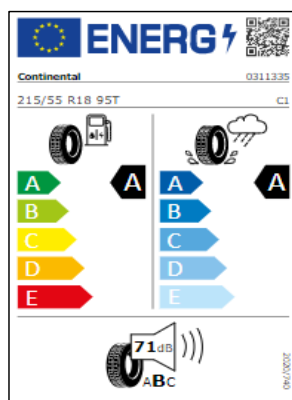 ENERG
Continental 0311335
215/55 R18 95T C1
A A A A
B B
C C
D D
E E
71dB
ABC
2020/740